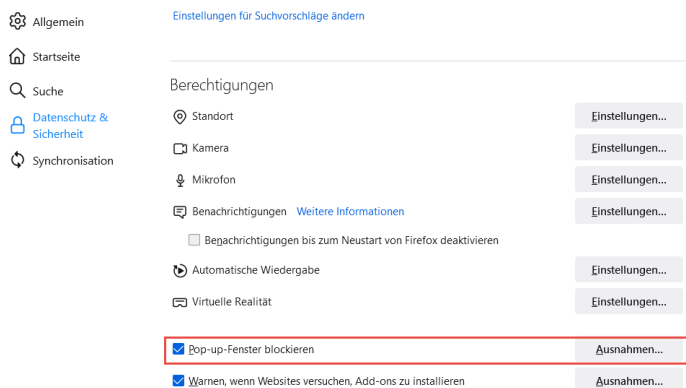 Allgemein
Startseite
Suche
Datenschutz &
Sicherheit
Synchronisation
Einstellungen für Suchvorschläge ändern
Berechtigungen
Standort Einstellungen...
Kamera Einstellungen...
Mikrofon Einstellungen...
Benachrichtigungen Weitere Informationen Einstellungen...
Benachrichtigungen bis zum Neustart von Firefox deaktivieren
Automatische Wiedergabe Einstellungen...
Virtuelle Realität Einstellungen...
Pop-up-Fenster blockieren Ausnahmen...
Warnen, wenn Websites versuchen, Add-ons zu installieren Ausnahmen...